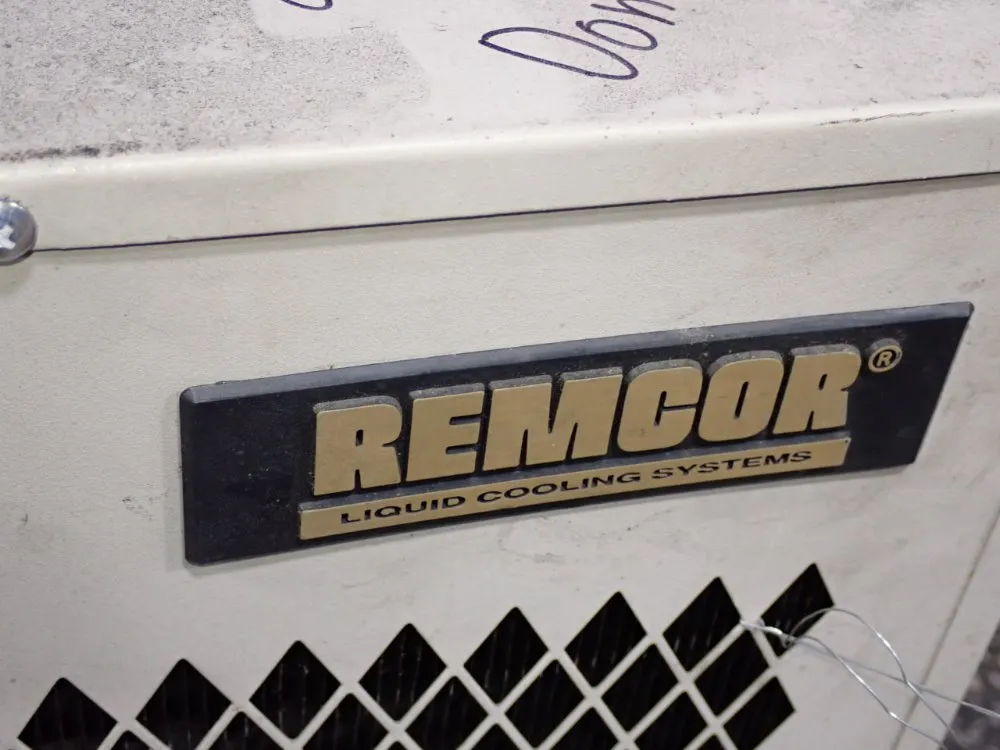 REMCOR®
LIQUID COOLING SYSTEMS